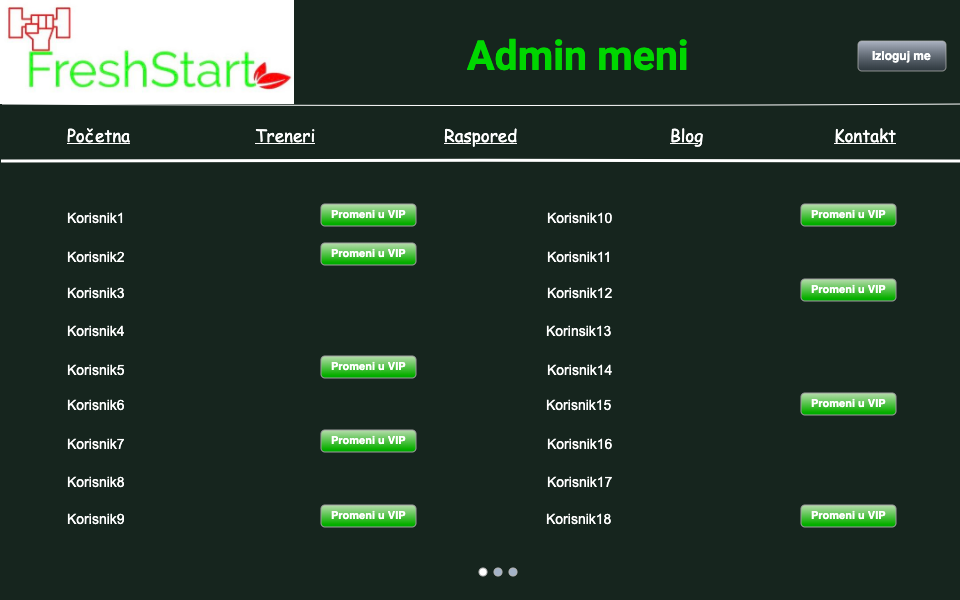 FreshStart
Admin meni
Izloguj me
Početna Treneri Raspored Blog Kontakt
Korisnik1 Promeni u VIP Korisnik10 Promeni u VIP
Korisnik2 Promeni u VIP Korisnik11
Korisnik3 Korisnik12 Promeni u VIP
Korisnik4 Korinsik13
Korisnik5 Promeni u VIP Korisnik14
Korisnik6 Korisnik15 Promeni u VIP
Korisnik7 Promeni u VIP Korisnik16
Korisnik8 Korisnik17
Korisnik9 Promeni u VIP Korisnik18 Promeni u VIP